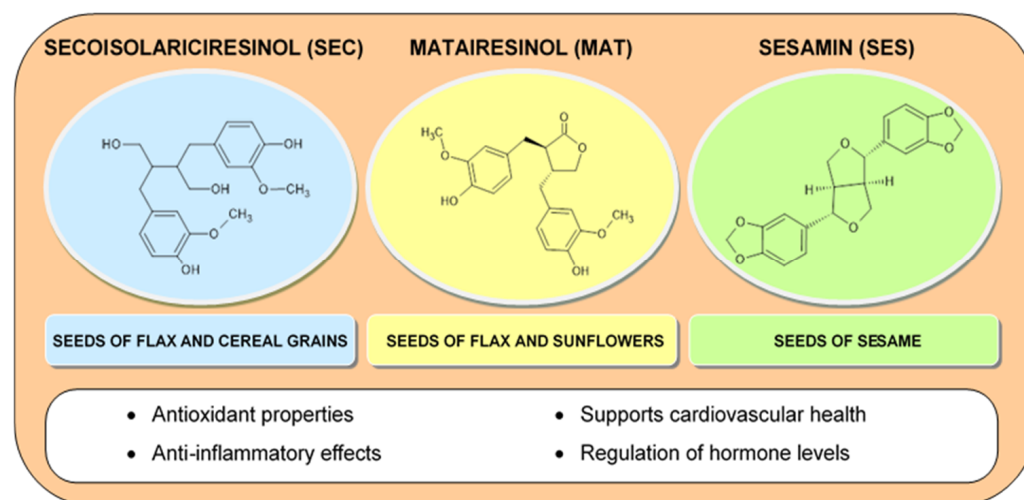 SECOISOLARICIRESINOL (SEC)
MATAIRESINOL (MAT)
SESAMIN (SES)
HO
OH
OH
O
CH₃
O
CH₃
OH
H₃C
O
HO
O
O
O
CH₃
OH
O
O
O
H
H
O
O
O
SEEDS OF FLAX AND CEREAL GRAINS
SEEDS OF FLAX AND SUNFLOWERS
SEEDS OF SESAME
• Antioxidant properties
• Anti-inflammatory effects
• Supports cardiovascular health
• Regulation of hormone levels